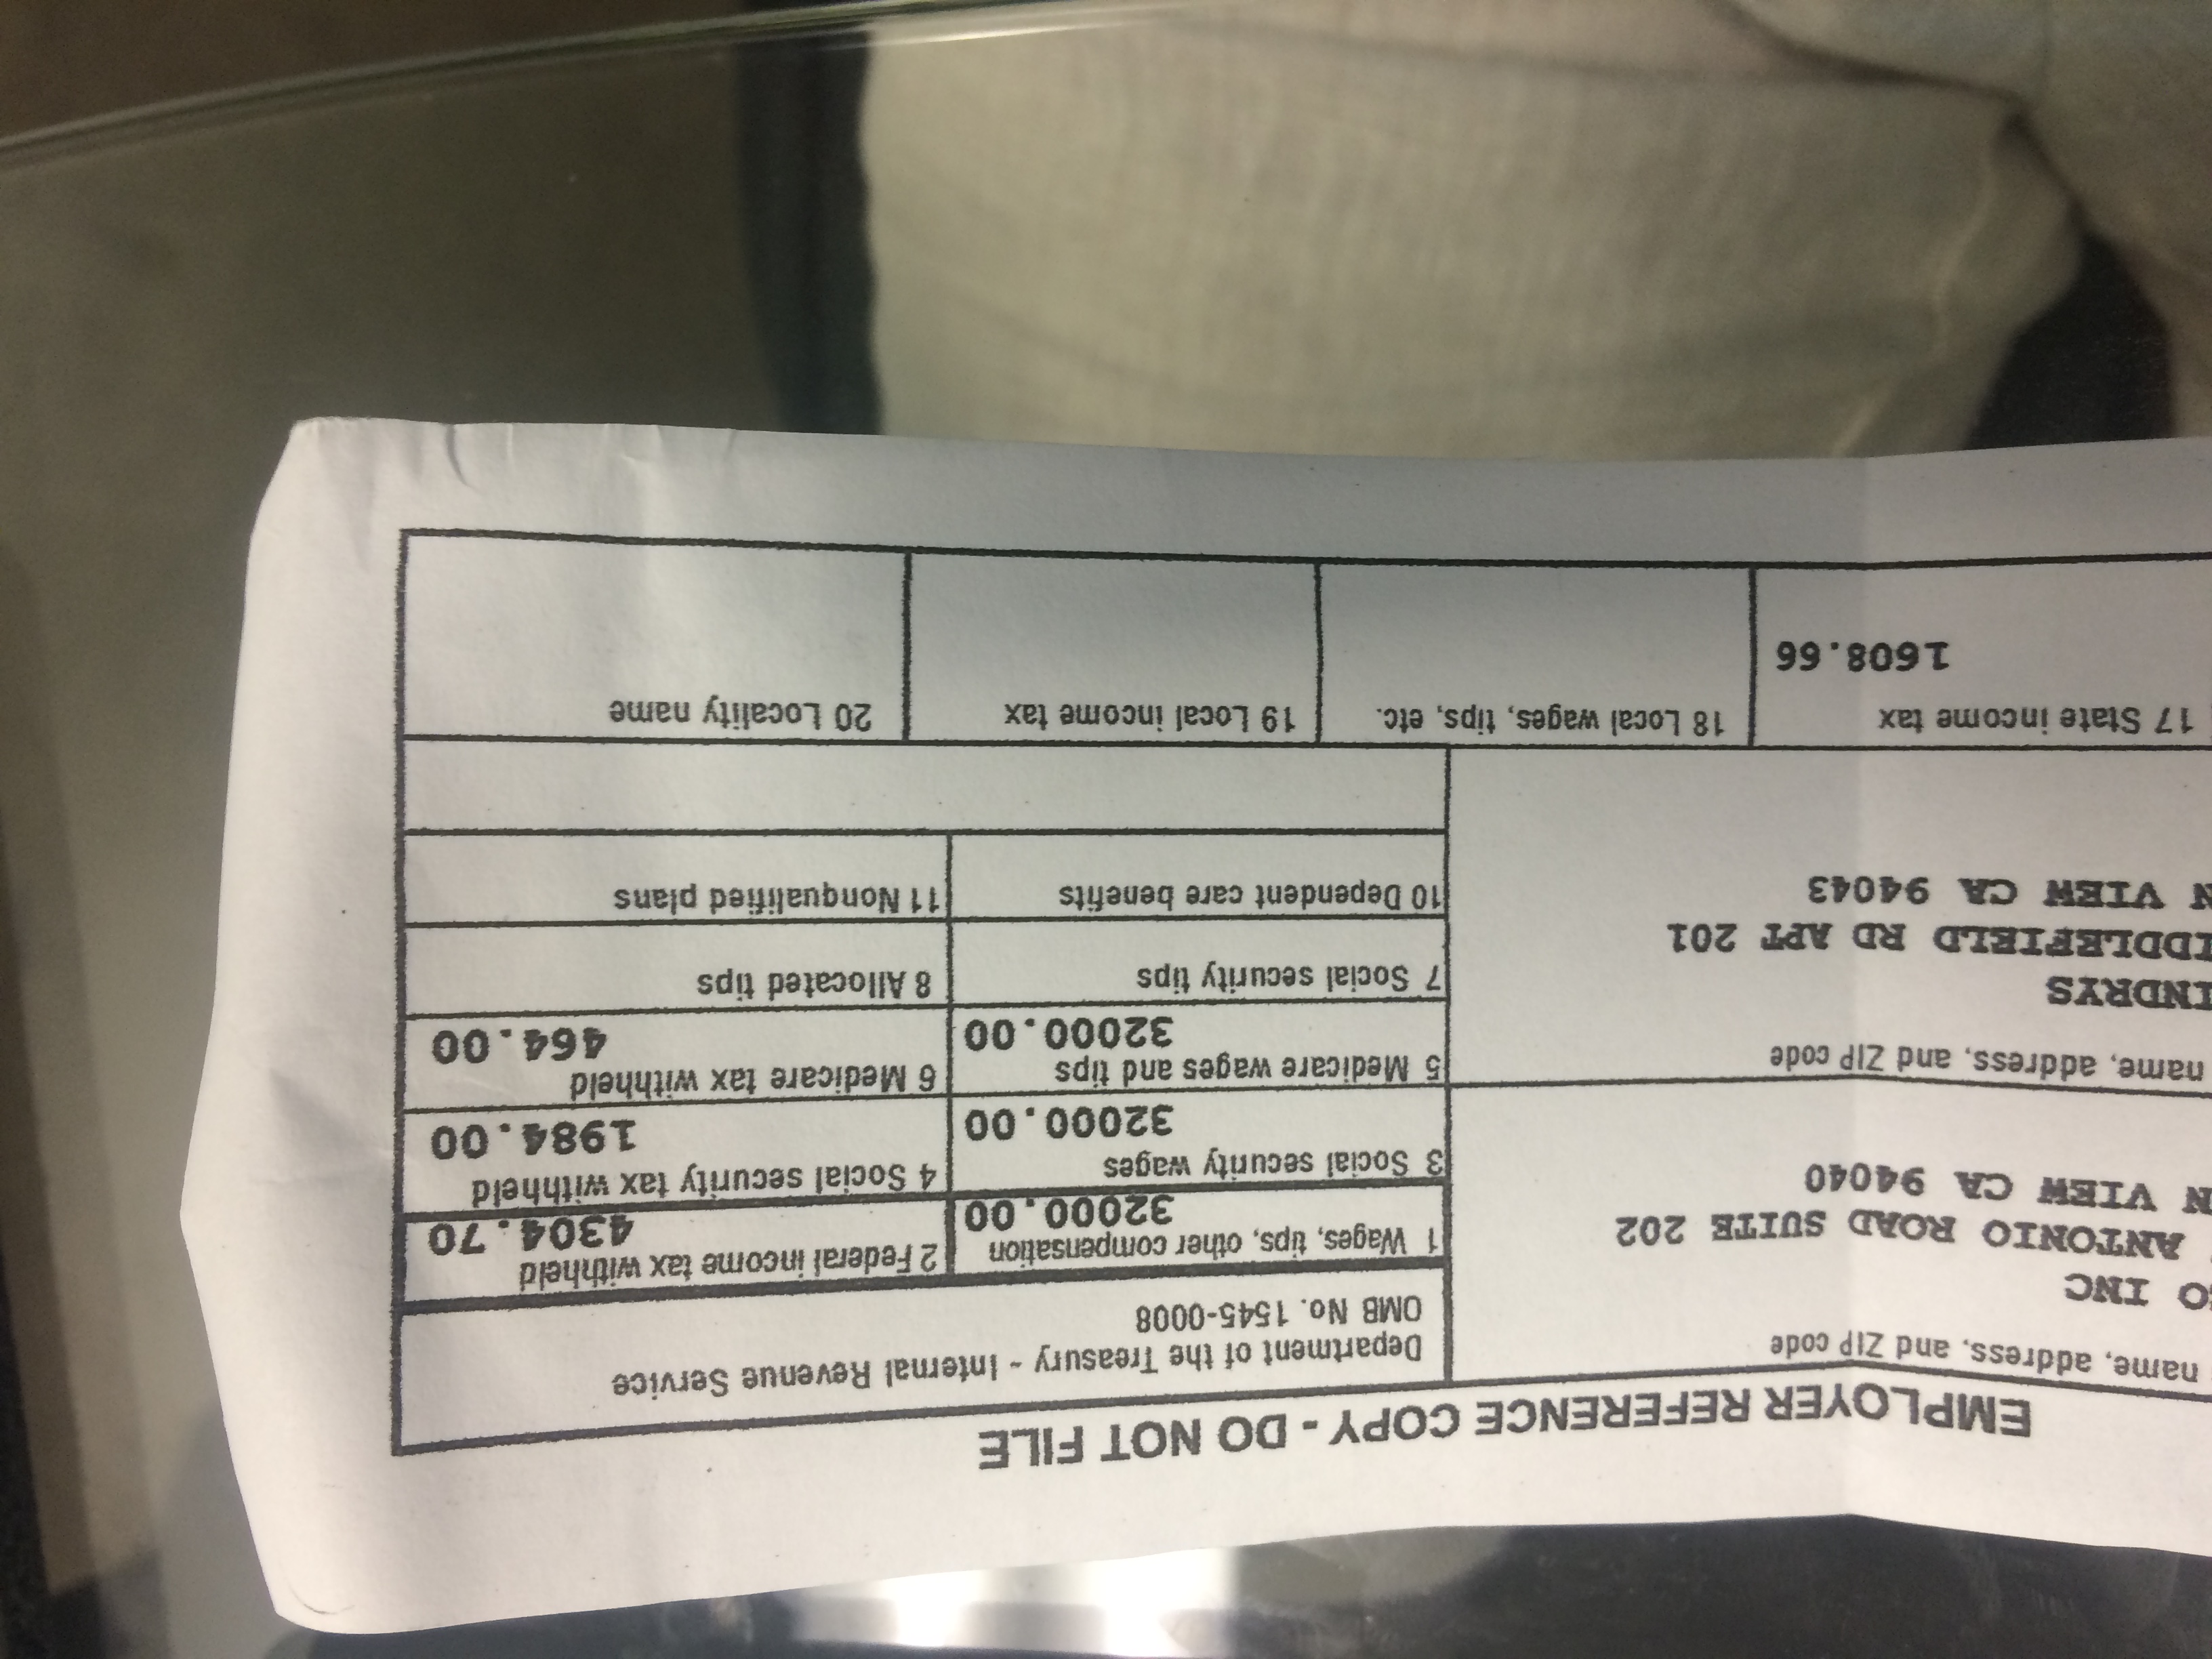 EMPLOYER REFERENCE COPY - DO NOT FILE
name, address, and ZIP code
INC
ANTONIO ROAD SUITE 202
VIEW CA 94040
Department of the Treasury - Internal Revenue Service
OMB No. 1545-0008
1 Wages, tips, other compensation
32000.00
2 Federal income tax withheld
4304.70
3 Social security wages
32000.00
4 Social security tax withheld
1984.00
5 Medicare wages and tips
32000.00
6 Medicare tax withheld
464.00
name, address, and ZIP code
INDRYS
IDDLEFIELD RD APT 201
VIEW CA 94043
7 Social security tips
8 Allocated tips
10 Dependent care benefits
11 Nonqualified plans
17 State income tax
1608.66
18 Local wages, tips, etc.
19 Local income tax
20 Locality name